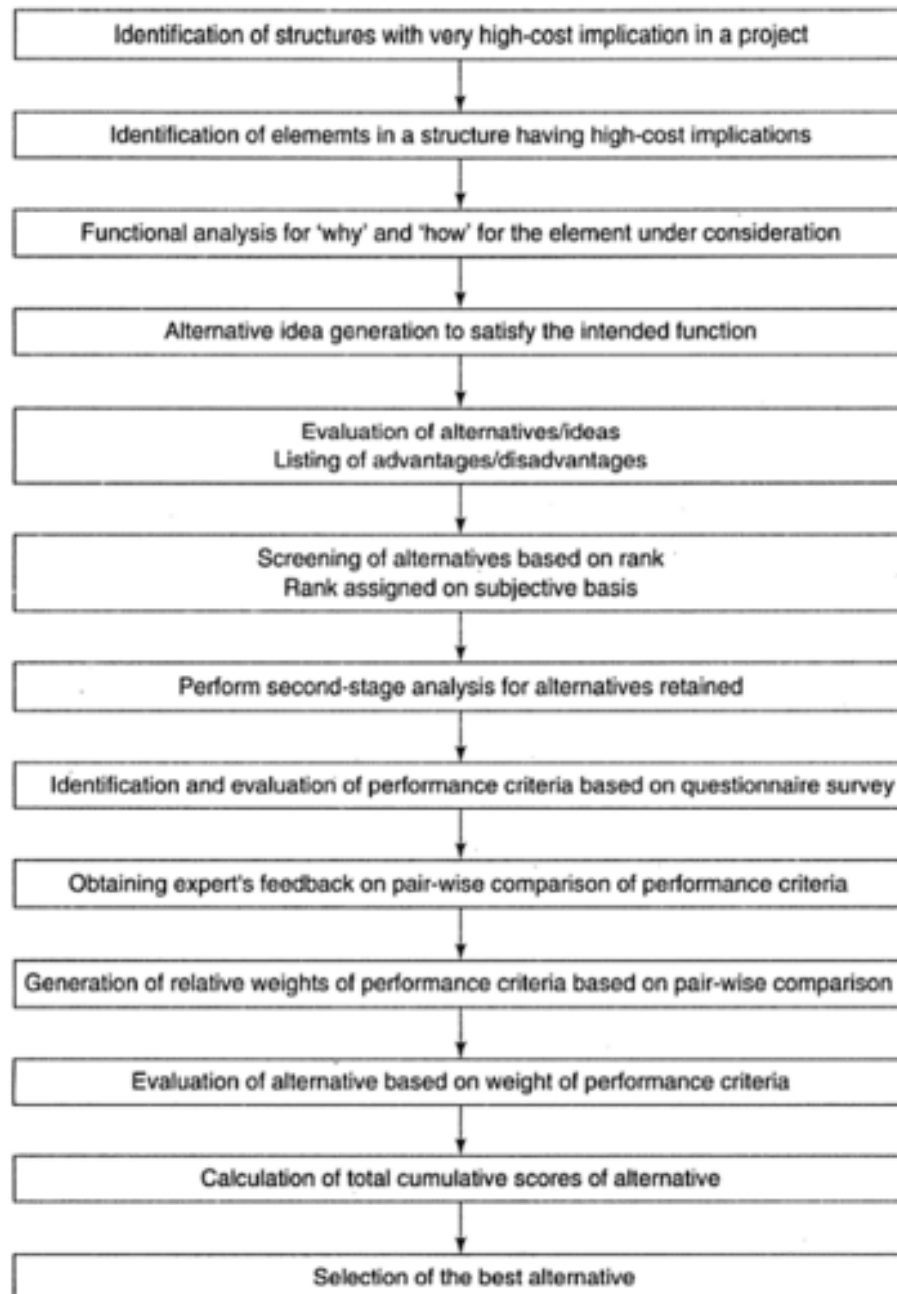 Identification of structures with very high-cost implication in a project
Identification of elememts in a structure having high-cost implications
Functional analysis for ‘why’ and ‘how’ for the element under consideration
Alternative idea generation to satisfy the intended function
Evaluation of alternatives/ideas
Listing of advantages/disadvantages
Screening of alternatives based on rank
Rank assigned on subjective basis
Perform second-stage analysis for alternatives retained
Identification and evaluation of performance criteria based on questionnaire survey
Obtaining expert's feedback on pair-wise comparison of performance criteria
Generation of relative weights of performance criteria based on pair-wise comparison
Evaluation of alternative based on weight of performance criteria
Calculation of total cumulative scores of alternative
Selection of the best alternative